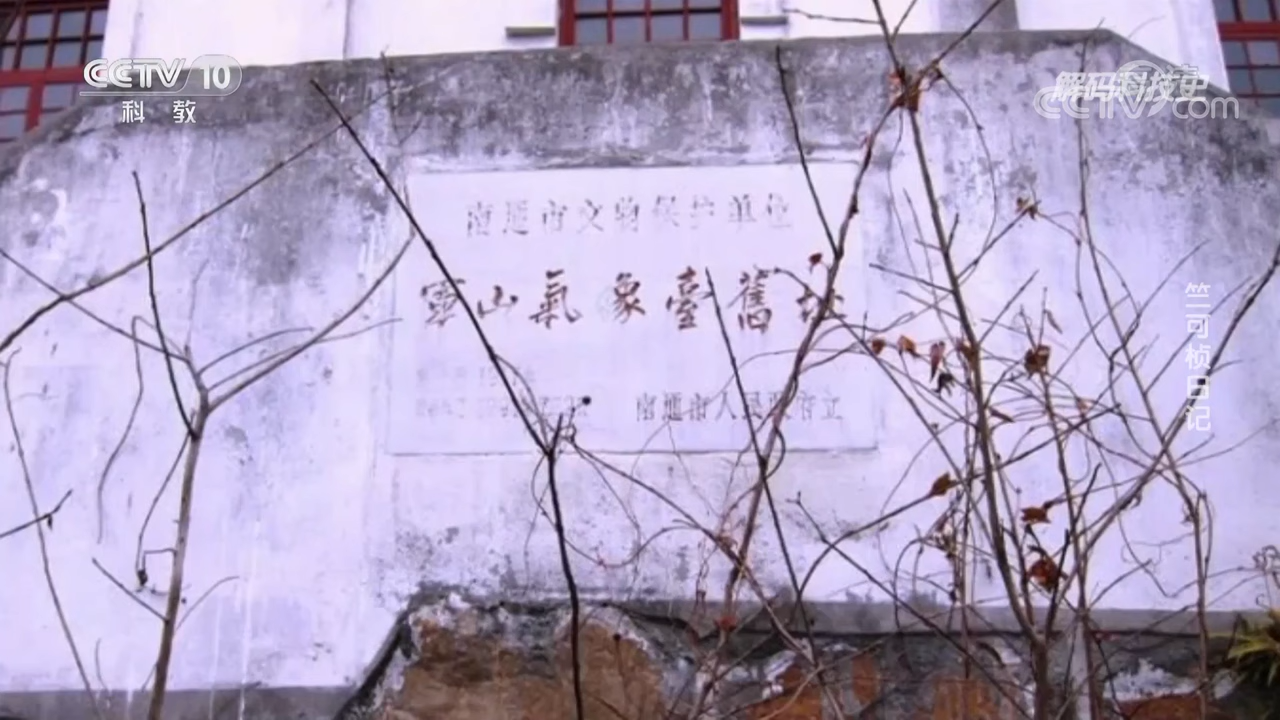 CCTV 10
科教
解码科技史
CCTV.com
南通市文物保护单位
軍山氣象臺舊址
南通市人民政府立
竺可桢日记